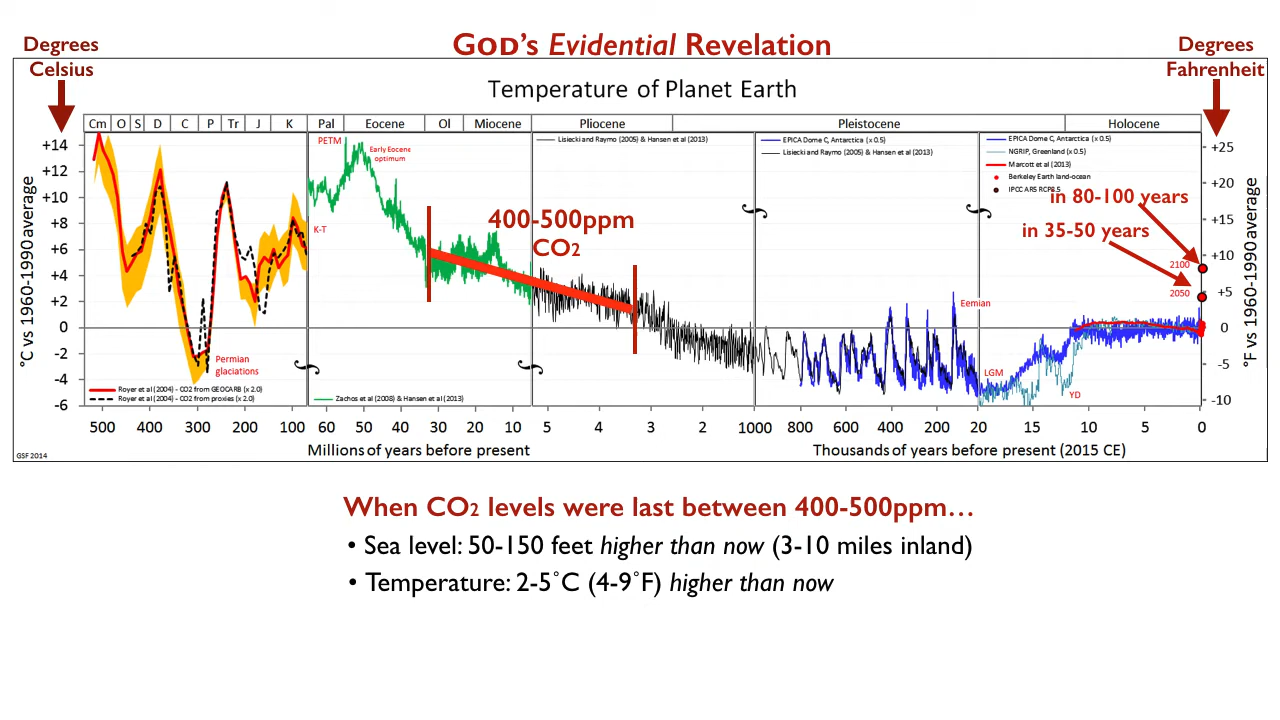 GOD's Evidential Revelation
Degrees
Celsius
Degrees
Fahrenheit
Temperature of Planet Earth
Cm O S D C P Tr J K Pal Eocene Ol Miocene Pliocene Pleistocene Holocene
°C vs 1960-1990 average
+14
+12
+10
+8
+6
+4
+2
0
-2
-4
-6
PETM
Early Eocene
optimum
K-T
Permian
glaciations
Royer et al (2004) - CO2 from GEOCARB (x 2.0)
Royer et al (2004) - CO2 from proxies (x 2.0)
Zachos et al (2008) & Hansen et al (2013)
400-500ppm
CO2
Lisiecki and Raymo (2005) & Hansen et al (2013)
EPICA Dome C, Antarctica (x 0.5)
Lisiecki and Raymo (2005) & Hansen et al (2013)
Eemian
EPICA Dome C, Antarctica (x 0.5)
NGRIP, Greenland (x 0.5)
Marcott et al (2013)
Berkeley Earth land-ocean
IPCC AR5 RCP8.5
in 80-100 years
in 35-50 years
2100
2050
LGM
YD
+25
+20
+15
+10
+5
0
-5
-10
°F vs 1960-1990 average
500 400 300 200 100 60 50 40 30 20 10 5 4 3 2 1000 800 600 400 200 20 15 10 5 0
Millions of years before present
Thousands of years before present (2015 CE)
GSF 2014
When CO2 levels were last between 400-500ppm…
• Sea level: 50-150 feet higher than now (3-10 miles inland)
• Temperature: 2-5˚C (4-9˚F) higher than now